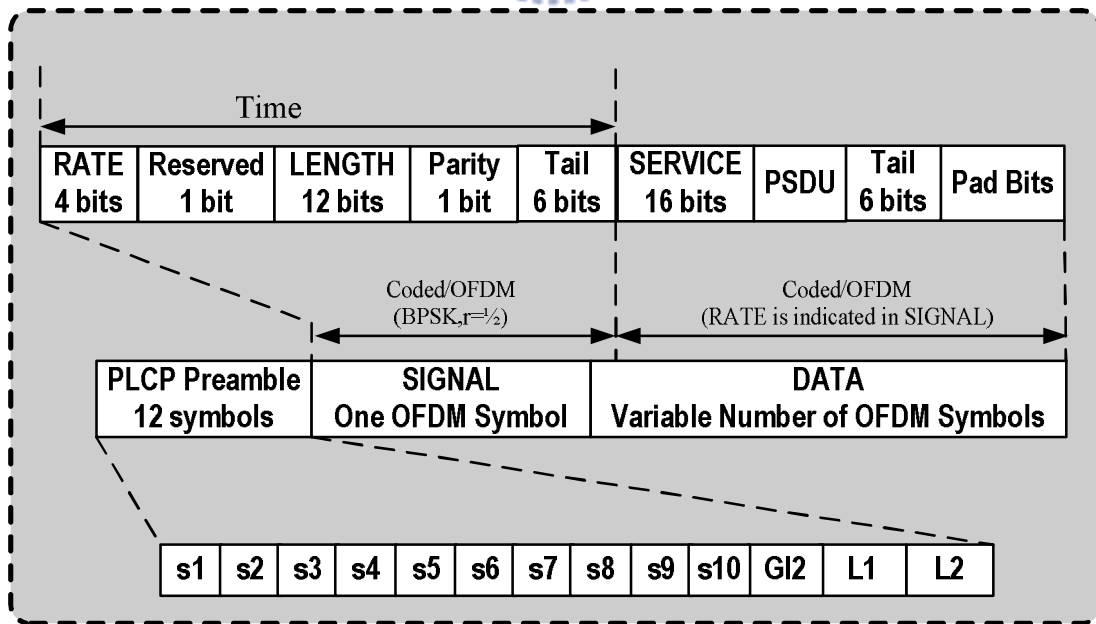 Time
RATE Reserved LENGTH Parity Tail SERVICE PSDU Tail Pad Bits
4 bits 1 bit 12 bits 1 bit 6 bits 16 bits 6 bits
Coded/OFDM Coded/OFDM
(BPSK,r=½) (RATE is indicated in SIGNAL)
PLCP Preamble SIGNAL DATA
12 symbols One OFDM Symbol Variable Number of OFDM Symbols
s1 s2 s3 s4 s5 s6 s7 s8 s9 s10 GI2 L1 L2